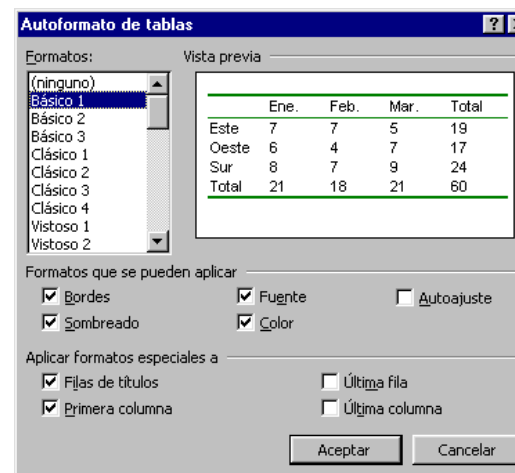 Autoformato de tablas
Formatos:
(ninguno)
Básico 1
Básico 2
Básico 3
Clásico 1
Clásico 2
Clásico 3
Clásico 4
Vistoso 1
Vistoso 2
Vista previa
Ene. Feb. Mar. Total
Este 7 7 5 19
Oeste 6 4 7 17
Sur 8 7 9 24
Total 21 18 21 60
Formatos que se pueden aplicar
Bordes Fuente Autoajuste
Sombreado Color
Aplicar formatos especiales a
Filas de títulos Última fila
Primera columna Última columna
Aceptar Cancelar